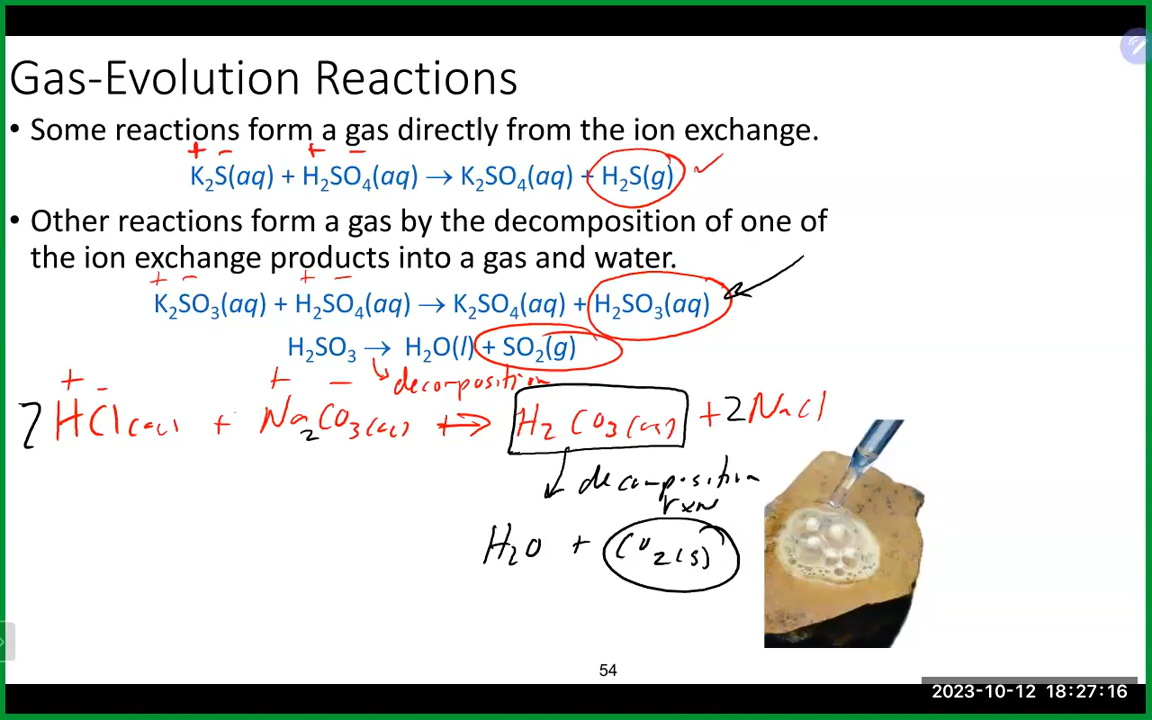 Gas-Evolution Reactions
• Some reactions form a gas directly from the ion exchange.
+ − + −
K₂S(aq) + H₂SO₄(aq) → K₂SO₄(aq) + H₂S(g) ✓
• Other reactions form a gas by the decomposition of one of
the ion exchange products into a gas and water.
+ − + −
K₂SO₃(aq) + H₂SO₄(aq) → K₂SO₄(aq) + H₂SO₃(aq)
H₂SO₃ → H₂O(l) + SO₂(g)
decomposition
+ − + −
2 HCl(aq) + Na₂CO₃(aq) → H₂CO₃(aq) + 2NaCl
decomposition
rxn
H₂O + CO₂(g)
54
2023-10-12 18:27:16